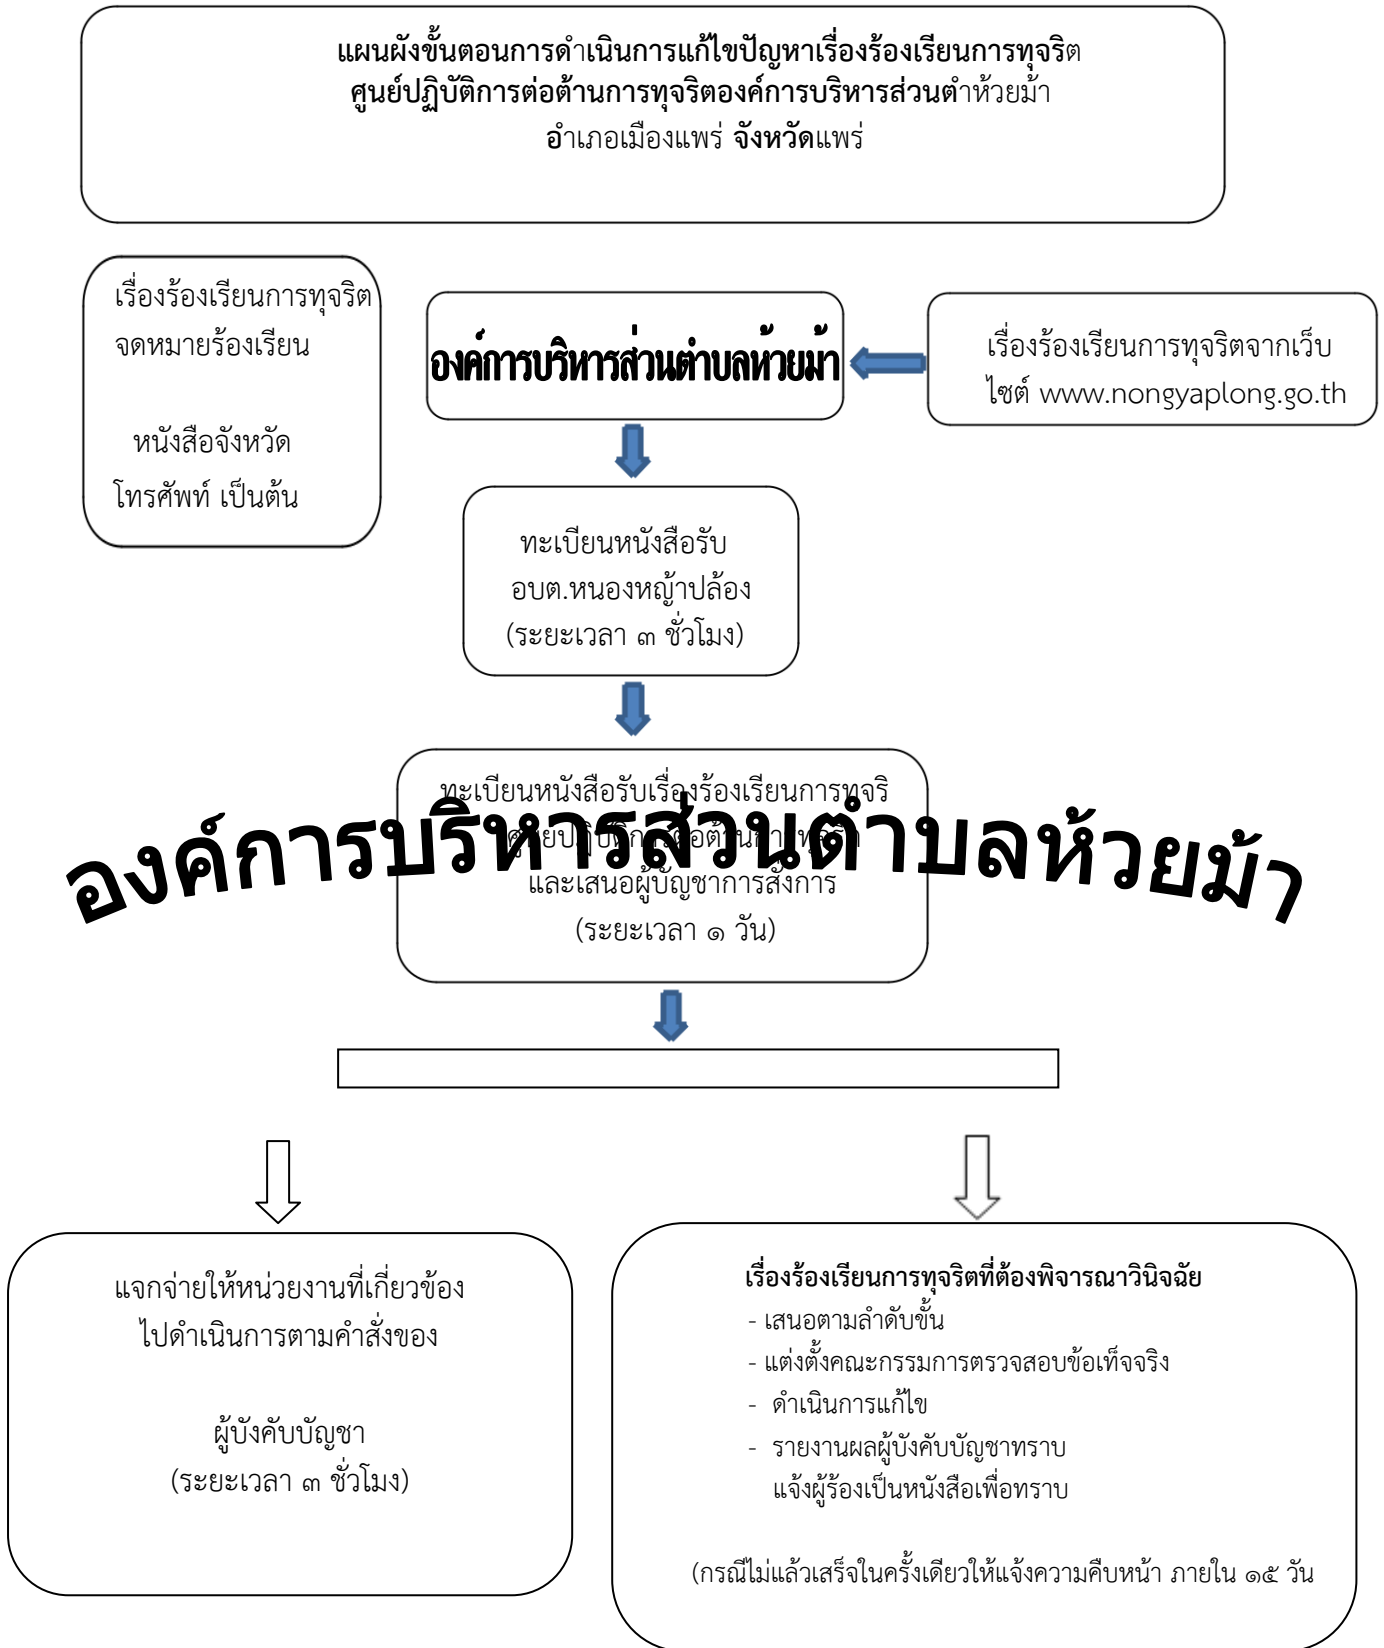 แผนผังขั้นตอนการดำเนินการแก้ไขปัญหาเรื่องร้องเรียนการทุจริต
ศูนย์ปฏิบัติการต่อต้านการทุจริตองค์การบริหารส่วนตำห้วยม้า
อำเภอเมืองแพร่ จังหวัดแพร่
เรื่องร้องเรียนการทุจริต
จดหมายร้องเรียน
หนังสือจังหวัด
โทรศัพท์ เป็นต้น
องค์การบริหารส่วนตำบลห้วยม้า
เรื่องร้องเรียนการทุจริตจากเว็บ
ไซต์ www.nongyaplong.go.th
ทะเบียนหนังสือรับ
อบต.หนองหญ้าปล้อง
(ระยะเวลา ๓ ชั่วโมง)
ทะเบียนหนังสือรับเรื่องร้องเรียนการทุจริ
ศูนย์ปฏิบัติการต่อต้านการทุจริต
และเสนอผู้บัญชาการสั่งการ
(ระยะเวลา ๑ วัน)
องค์การบริหารส่วนตำบลห้วยม้า
แจกจ่ายให้หน่วยงานที่เกี่ยวข้อง
ไปดำเนินการตามคำสั่งของ
ผู้บังคับบัญชา
(ระยะเวลา ๓ ชั่วโมง)
เรื่องร้องเรียนการทุจริตที่ต้องพิจารณาวินิจฉัย
- เสนอตามลำดับขั้น
- แต่งตั้งคณะกรรมการตรวจสอบข้อเท็จจริง
- ดำเนินการแก้ไข
- รายงานผลผู้บังคับบัญชาทราบ
แจ้งผู้ร้องเป็นหนังสือเพื่อทราบ
(กรณีไม่แล้วเสร็จในครั้งเดียวให้แจ้งความคืบหน้า ภายใน ๑๕ วัน